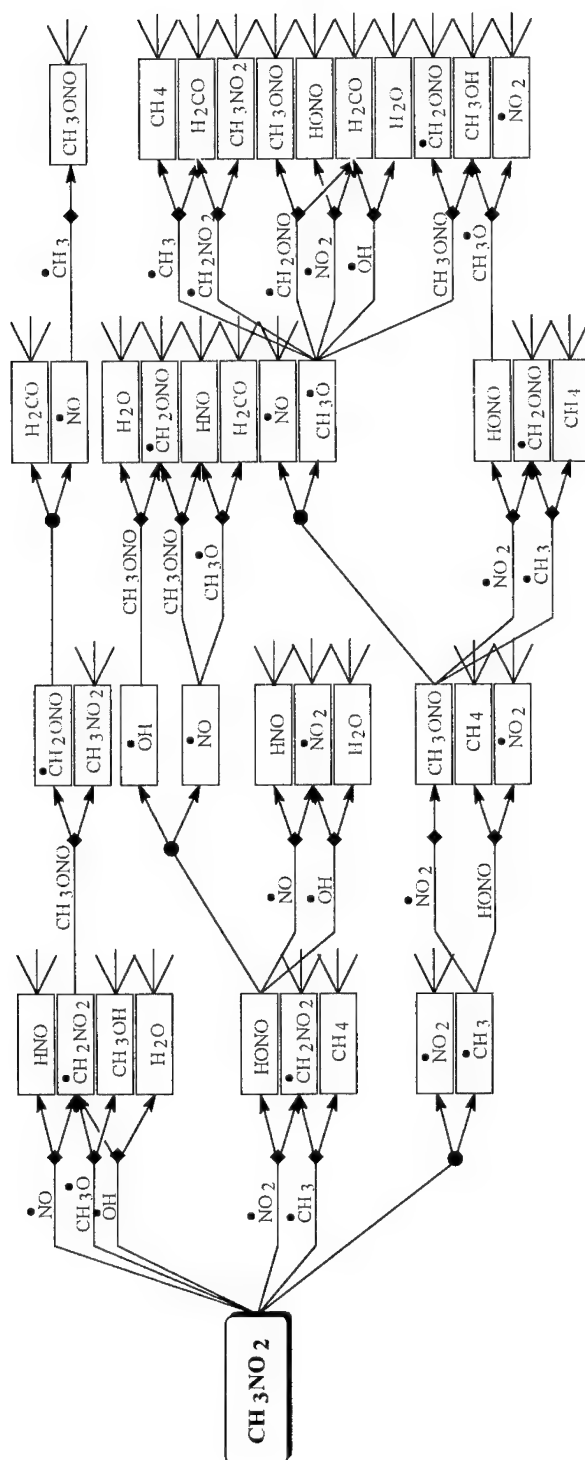 CH3NO2
•NO
•CH3O
•OH
•NO2
•CH3
HNO
•CH2NO2
CH3OH
H2O
HONO
•CH2NO2
CH4
•NO2
•CH3
CH3ONO
•NO
•OH
•NO2
HONO
•CH2ONO
CH3NO2
•OH
•NO
HNO
•NO2
H2O
CH3ONO
CH4
•NO2
CH3ONO
CH3ONO
•CH3O
•NO2
•CH3
H2CO
•NO
H2O
•CH2ONO
HNO
H2CO
•NO
•CH3O
HONO
•CH2ONO
CH4
•CH3
•CH3
•CH2NO2
•CH2ONO
•NO2
•OH
CH3ONO
•CH3O
CH3ONO
CH4
H2CO
CH3NO2
CH3ONO
HONO
H2CO
H2O
•CH2ONO
CH3OH
•NO2